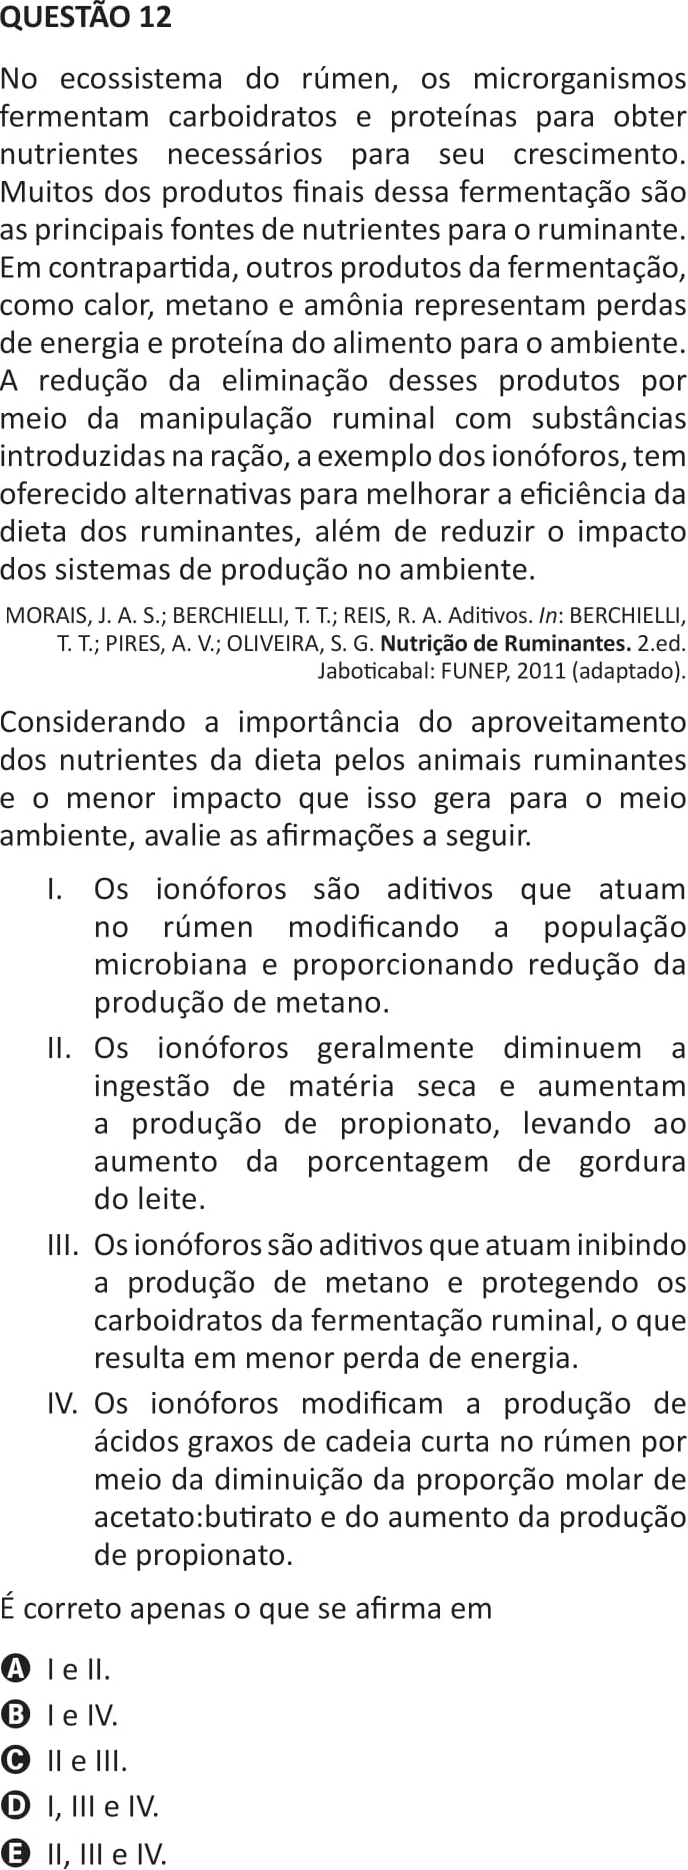 QUESTÃO 12
No ecossistema do rúmen, os microrganismos
fermentam carboidratos e proteínas para obter
nutrientes necessários para seu crescimento.
Muitos dos produtos finais dessa fermentação são
as principais fontes de nutrientes para o ruminante.
Em contrapartida, outros produtos da fermentação,
como calor, metano e amônia representam perdas
de energia e proteína do alimento para o ambiente.
A redução da eliminação desses produtos por
meio da manipulação ruminal com substâncias
introduzidas na ração, a exemplo dos ionóforos, tem
oferecido alternativas para melhorar a eficiência da
dieta dos ruminantes, além de reduzir o impacto
dos sistemas de produção no ambiente.
MORAIS, J. A. S.; BERCHIELLI, T. T.; REIS, R. A. Aditivos. In: BERCHIELLI,
T. T.; PIRES, A. V.; OLIVEIRA, S. G. Nutrição de Ruminantes. 2.ed.
Jaboticabal: FUNEP, 2011 (adaptado).
Considerando a importância do aproveitamento
dos nutrientes da dieta pelos animais ruminantes
e o menor impacto que isso gera para o meio
ambiente, avalie as afirmações a seguir.
I. Os ionóforos são aditivos que atuam
no rúmen modificando a população
microbiana e proporcionando redução da
produção de metano.
II. Os ionóforos geralmente diminuem a
ingestão de matéria seca e aumentam
a produção de propionato, levando ao
aumento da porcentagem de gordura
do leite.
III. Os ionóforos são aditivos que atuam inibindo
a produção de metano e protegendo os
carboidratos da fermentação ruminal, o que
resulta em menor perda de energia.
IV. Os ionóforos modificam a produção de
ácidos graxos de cadeia curta no rúmen por
meio da diminuição da proporção molar de
acetato:butirato e do aumento da produção
de propionato.
É correto apenas o que se afirma em
A I e II.
B I e IV.
C II e III.
D I, III e IV.
E II, III e IV.